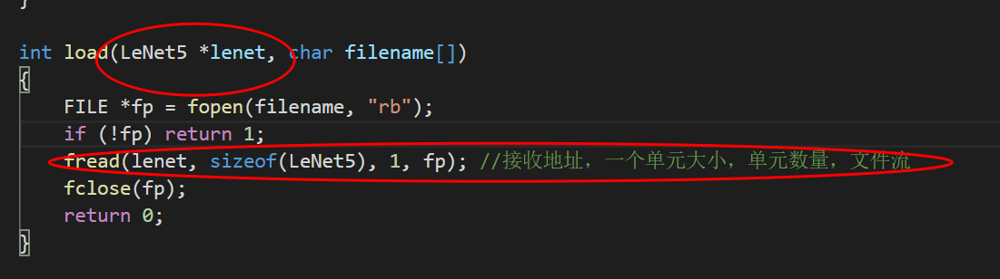 }
int load(LeNet5 *lenet, char filename[])
{
FILE *fp = fopen(filename, "rb");
if (!fp) return 1;
fread(lenet, sizeof(LeNet5), 1, fp); //接收地址，一个单元大小，单元数量，文件流
fclose(fp);
return 0;
}